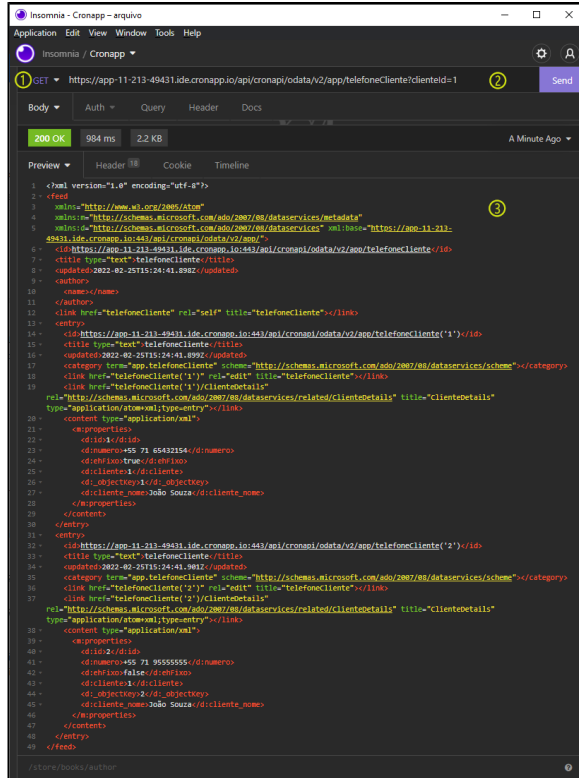 Insomnia - Cronapp – arquivo
Application Edit View Window Tools Help
Insomnia / Cronapp
1 GET https://app-11-213-49431.ide.cronapp.io/api/cronapi/odata/v2/app/telefoneCliente?clienteId=1 2 Send
Body Auth Query Header Docs
200 OK 984 ms 2.2 KB A Minute Ago
Preview Header 18 Cookie Timeline
3
1 <?xml version="1.0" encoding="utf-8"?>
2 <feed
3 xmlns="http://www.w3.org/2005/Atom"
4 xmlns:m="http://schemas.microsoft.com/ado/2007/08/dataservices/metadata"
5 xmlns:d="http://schemas.microsoft.com/ado/2007/08/dataservices" xml:base="https://app-11-213-
49431.ide.cronapp.io:443/api/cronapi/odata/v2/app/">
6 <id>https://app-11-213-49431.ide.cronapp.io:443/api/cronapi/odata/v2/app/telefoneCliente</id>
7 <title type="text">telefoneCliente</title>
8 <updated>2022-02-25T15:24:41.898Z</updated>
9 <author>
10 <name></name>
11 </author>
12 <link href="telefoneCliente" rel="self" title="telefoneCliente"></link>
13 <entry>
14 <id>https://app-11-213-49431.ide.cronapp.io:443/api/cronapi/odata/v2/app/telefoneCliente('1')</id>
15 <title type="text">telefoneCliente</title>
16 <updated>2022-02-25T15:24:41.899Z</updated>
17 <category term="app.telefoneCliente" scheme="http://schemas.microsoft.com/ado/2007/08/dataservices/scheme"></category>
18 <link href="telefoneCliente('1')" rel="edit" title="telefoneCliente"></link>
19 <link href="telefoneCliente('1')/ClienteDetails"
rel="http://schemas.microsoft.com/ado/2007/08/dataservices/related/ClienteDetails" title="ClienteDetails"
type="application/atom+xml;type=entry"></link>
20 <content type="application/xml">
21 <m:properties>
22 <d:id>1</d:id>
23 <d:numero>+55 71 65432154</d:numero>
24 <d:ehFixo>true</d:ehFixo>
25 <d:cliente>1</d:cliente>
26 <d:_objectKey>1</d:_objectKey>
27 <d:cliente_nome>João Souza</d:cliente_nome>
28 </m:properties>
29 </content>
30 </entry>
31 <entry>
32 <id>https://app-11-213-49431.ide.cronapp.io:443/api/cronapi/odata/v2/app/telefoneCliente('2')</id>
33 <title type="text">telefoneCliente</title>
34 <updated>2022-02-25T15:24:41.901Z</updated>
35 <category term="app.telefoneCliente" scheme="http://schemas.microsoft.com/ado/2007/08/dataservices/scheme"></category>
36 <link href="telefoneCliente('2')" rel="edit" title="telefoneCliente"></link>
37 <link href="telefoneCliente('2')/ClienteDetails"
rel="http://schemas.microsoft.com/ado/2007/08/dataservices/related/ClienteDetails" title="ClienteDetails"
type="application/atom+xml;type=entry"></link>
38 <content type="application/xml">
39 <m:properties>
40 <d:id>2</d:id>
41 <d:numero>+55 71 95555555</d:numero>
42 <d:ehFixo>false</d:ehFixo>
43 <d:cliente>1</d:cliente>
44 <d:_objectKey>2</d:_objectKey>
45 <d:cliente_nome>João Souza</d:cliente_nome>
46 </m:properties>
47 </content>
48 </entry>
49 </feed>
/store/books/author